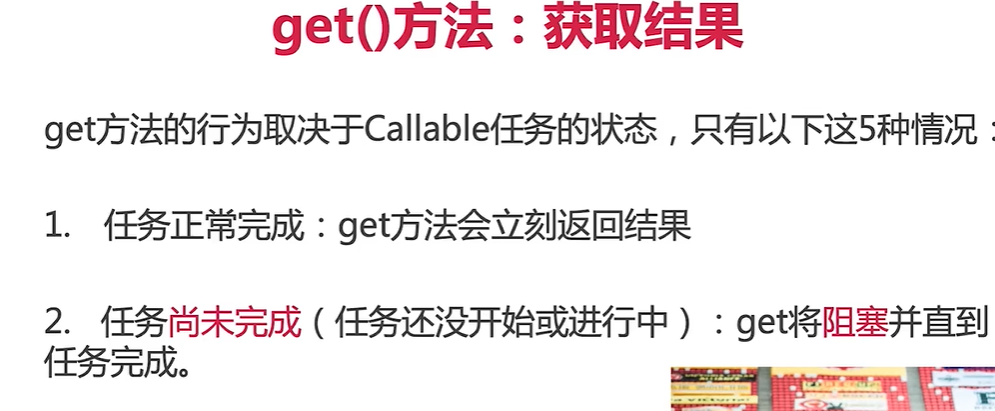 get()方法：获取结果
get方法的行为取决于Callable任务的状态，只有以下这5种情况：
1. 任务正常完成：get方法会立刻返回结果
2. 任务尚未完成（任务还没开始或进行中）：get将阻塞并直到
任务完成。